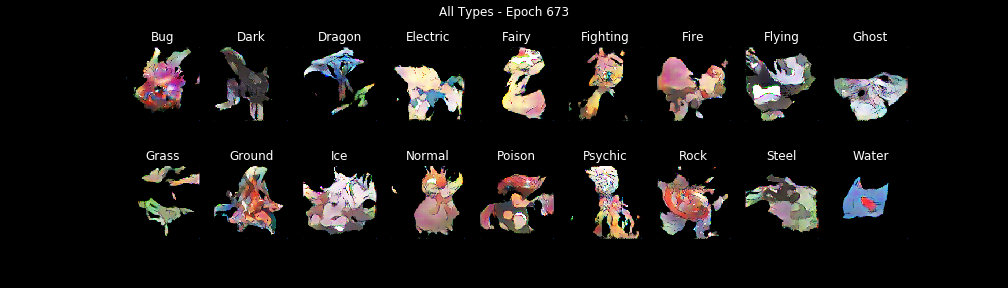 All Types - Epoch 673
Bug Dark Dragon Electric Fairy Fighting Fire Flying Ghost
Grass Ground Ice Normal Poison Psychic Rock Steel Water